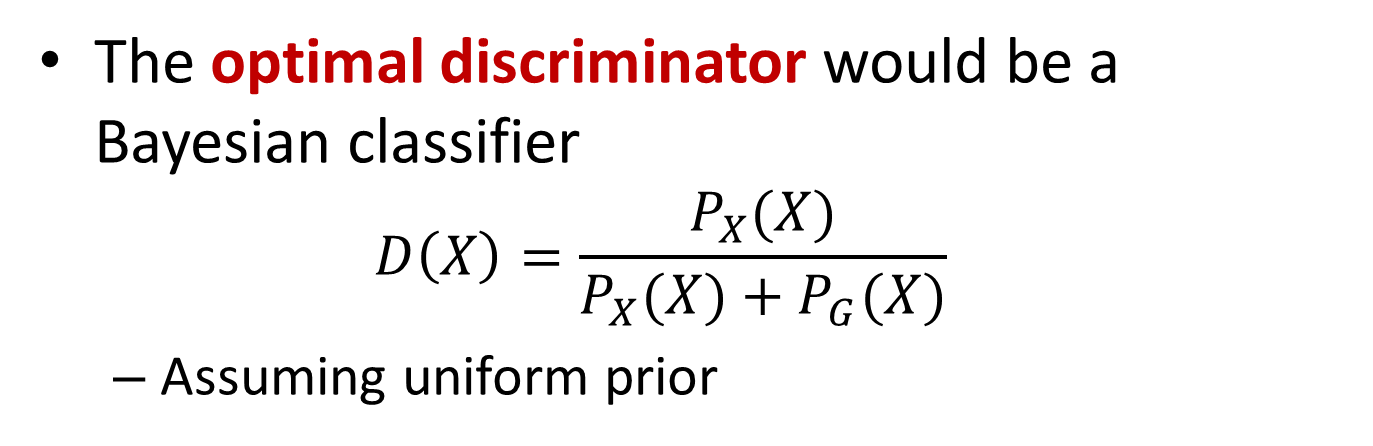 • The optimal discriminator would be a
Bayesian classifier
D(X) = P_X(X) / (P_X(X) + P_G(X))
– Assuming uniform prior